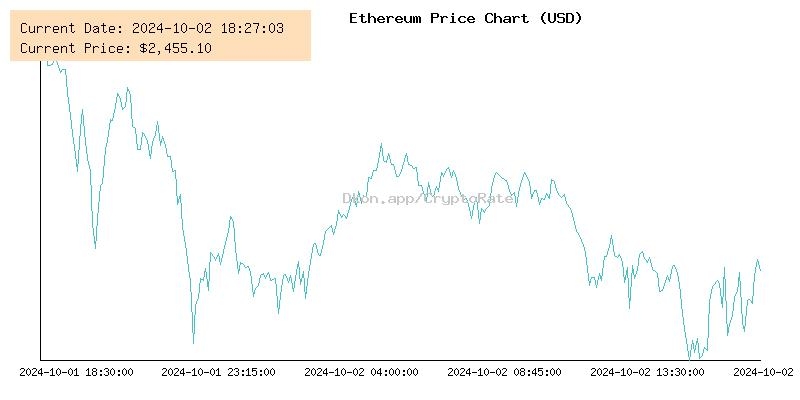 Ethereum Price Chart (USD)
Current Date: 2024-10-02 18:27:03
Current Price: $2,455.10
Dkon.app/CryptoRate
2024-10-01 18:30:00
2024-10-01 23:15:00
2024-10-02 04:00:00
2024-10-02 08:45:00
2024-10-02 13:30:00
2024-10-02